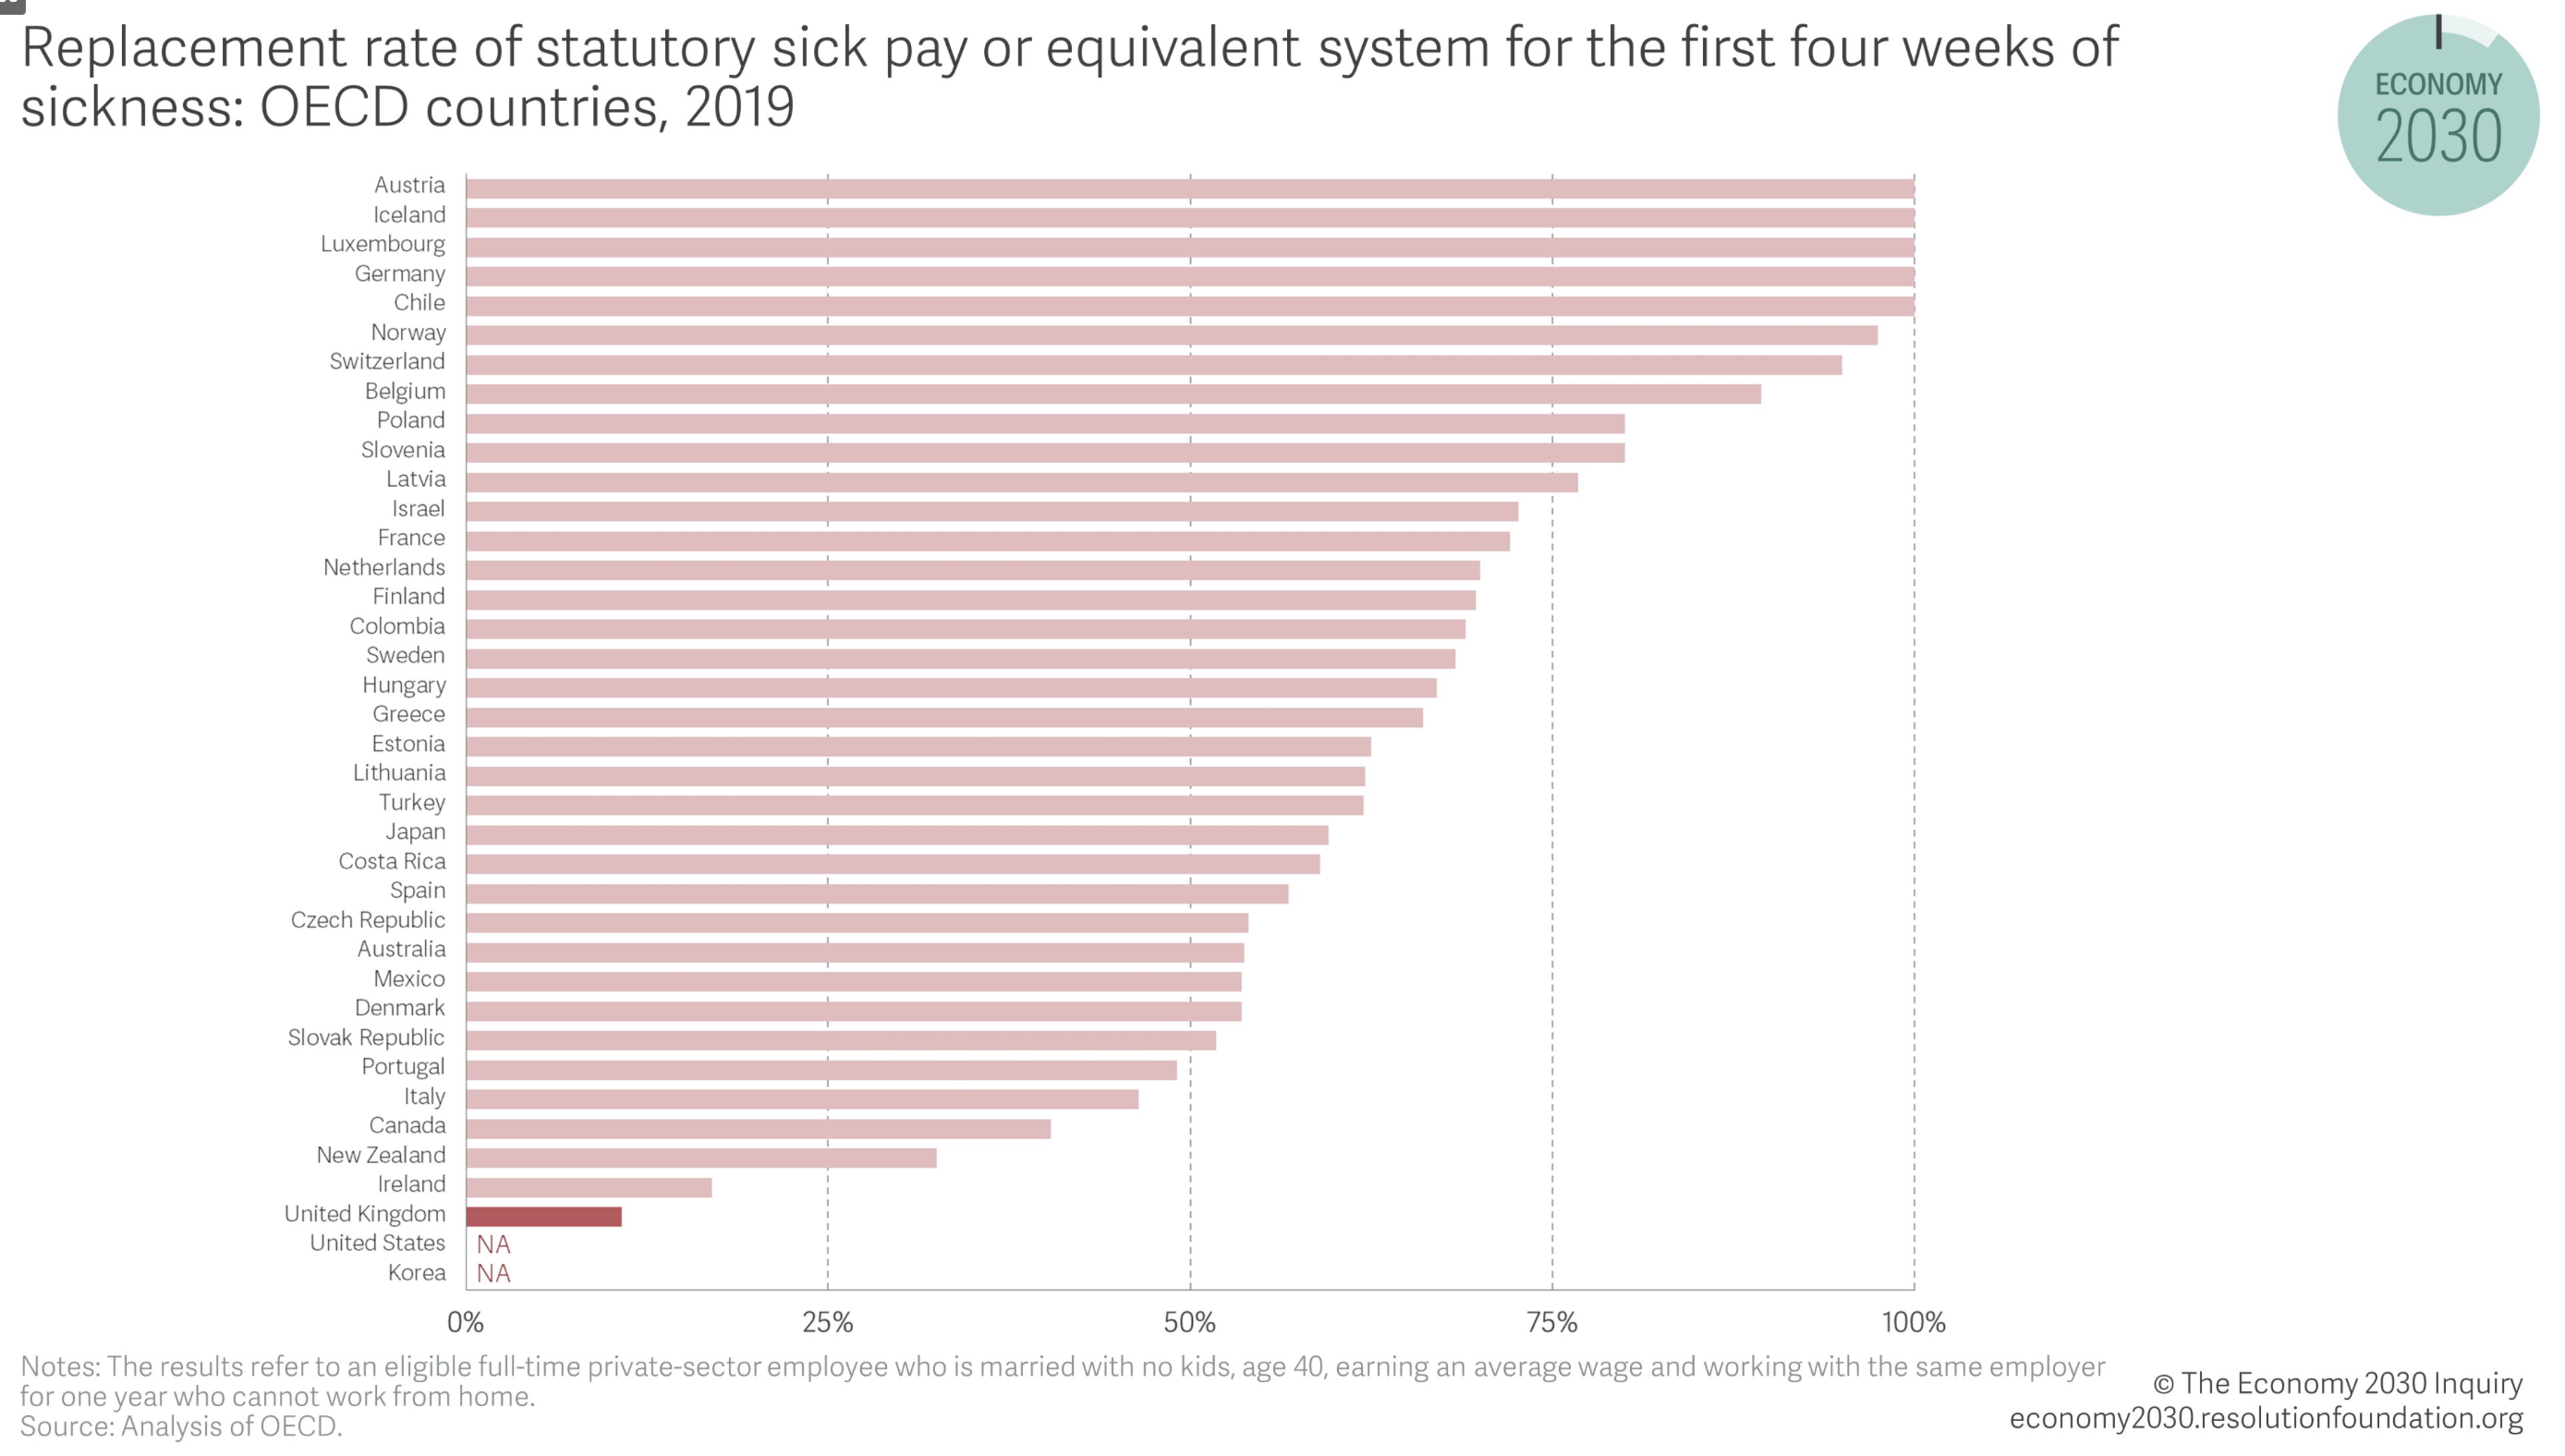 Replacement rate of statutory sick pay or equivalent system for the first four weeks of
sickness: OECD countries, 2019
ECONOMY
2030
Austria
Iceland
Luxembourg
Germany
Chile
Norway
Switzerland
Belgium
Poland
Slovenia
Latvia
Israel
France
Netherlands
Finland
Colombia
Sweden
Hungary
Greece
Estonia
Lithuania
Turkey
Japan
Costa Rica
Spain
Czech Republic
Australia
Mexico
Denmark
Slovak Republic
Portugal
Italy
Canada
New Zealand
Ireland
United Kingdom
United States NA
Korea NA
0% 25% 50% 75% 100%
Notes: The results refer to an eligible full-time private-sector employee who is married with no kids, age 40, earning an average wage and working with the same employer
for one year who cannot work from home.
Source: Analysis of OECD.
© The Economy 2030 Inquiry
economy2030.resolutionfoundation.org